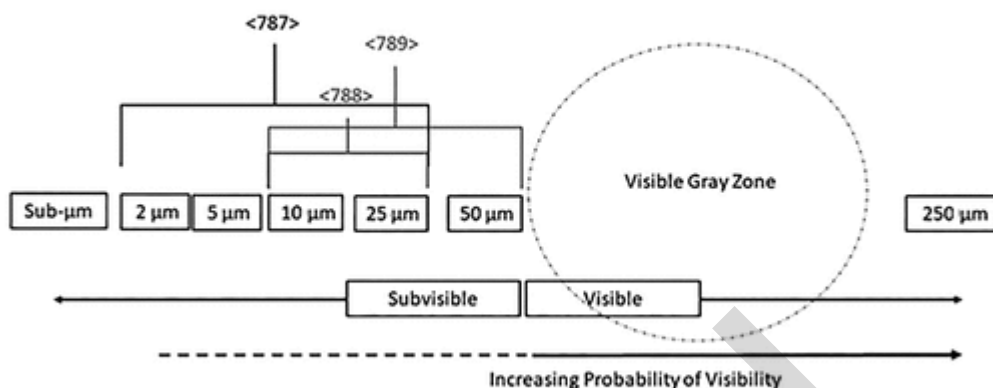 <787>
<789>
<788>
Visible Gray Zone
Sub-µm
2 µm
5 µm
10 µm
25 µm
50 µm
250 µm
Subvisible
Visible
Increasing Probability of Visibility